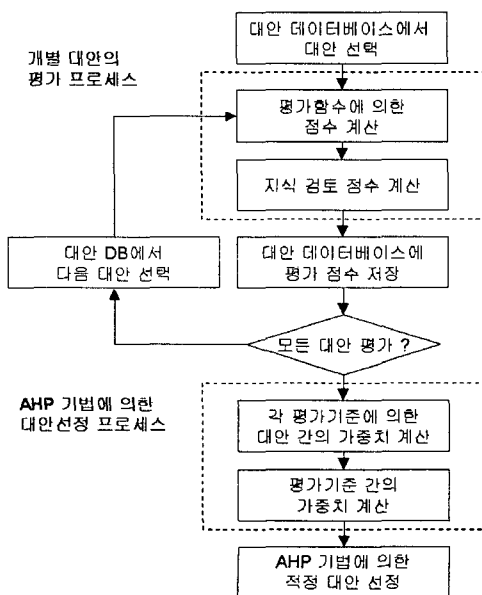 대안 데이터베이스에서
대안 선택
개별 대안의
평가 프로세스
평가함수에 의한
점수 계산
지식 검토 점수 계산
대안 DB에서
다음 대안 선택
대안 데이터베이스에
평가 점수 저장
모든 대안 평가 ?
AHP 기법에 의한
대안선정 프로세스
각 평가기준에 의한
대안 간의 가중치 계산
평가기준 간의
가중치 계산
AHP 기법에 의한
적정 대안 선정